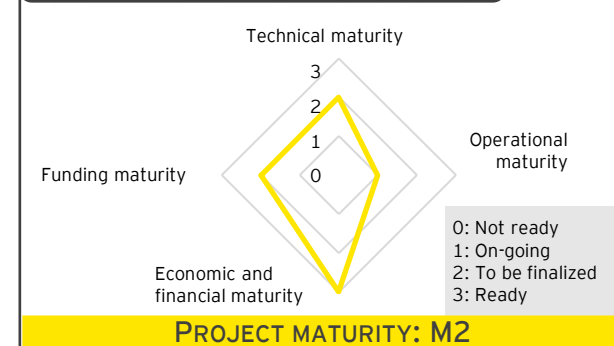 Technical maturity
3
2
1
0
Operational
maturity
Funding maturity
Economic and
financial maturity
0: Not ready
1: On-going
2: To be finalized
3: Ready
PROJECT MATURITY: M2